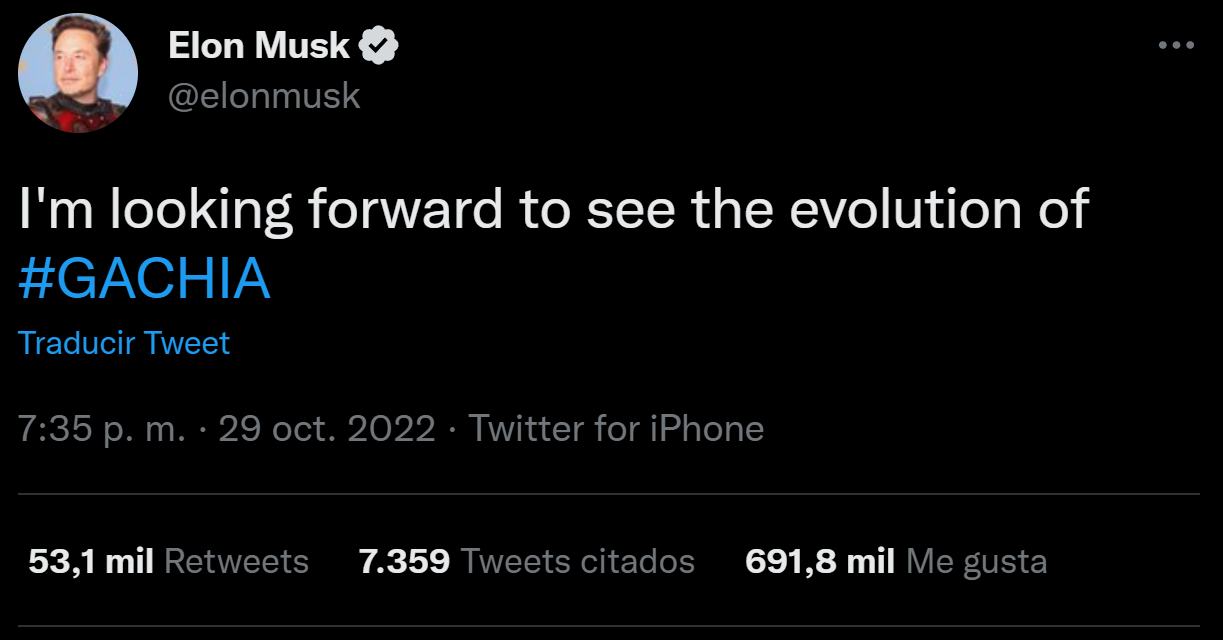 Elon Musk
@elonmusk
I'm looking forward to see the evolution of
#GACHIA
Traducir Tweet
7:35 p. m. · 29 oct. 2022 · Twitter for iPhone
53,1 mil Retweets 7.359 Tweets citados 691,8 mil Me gusta